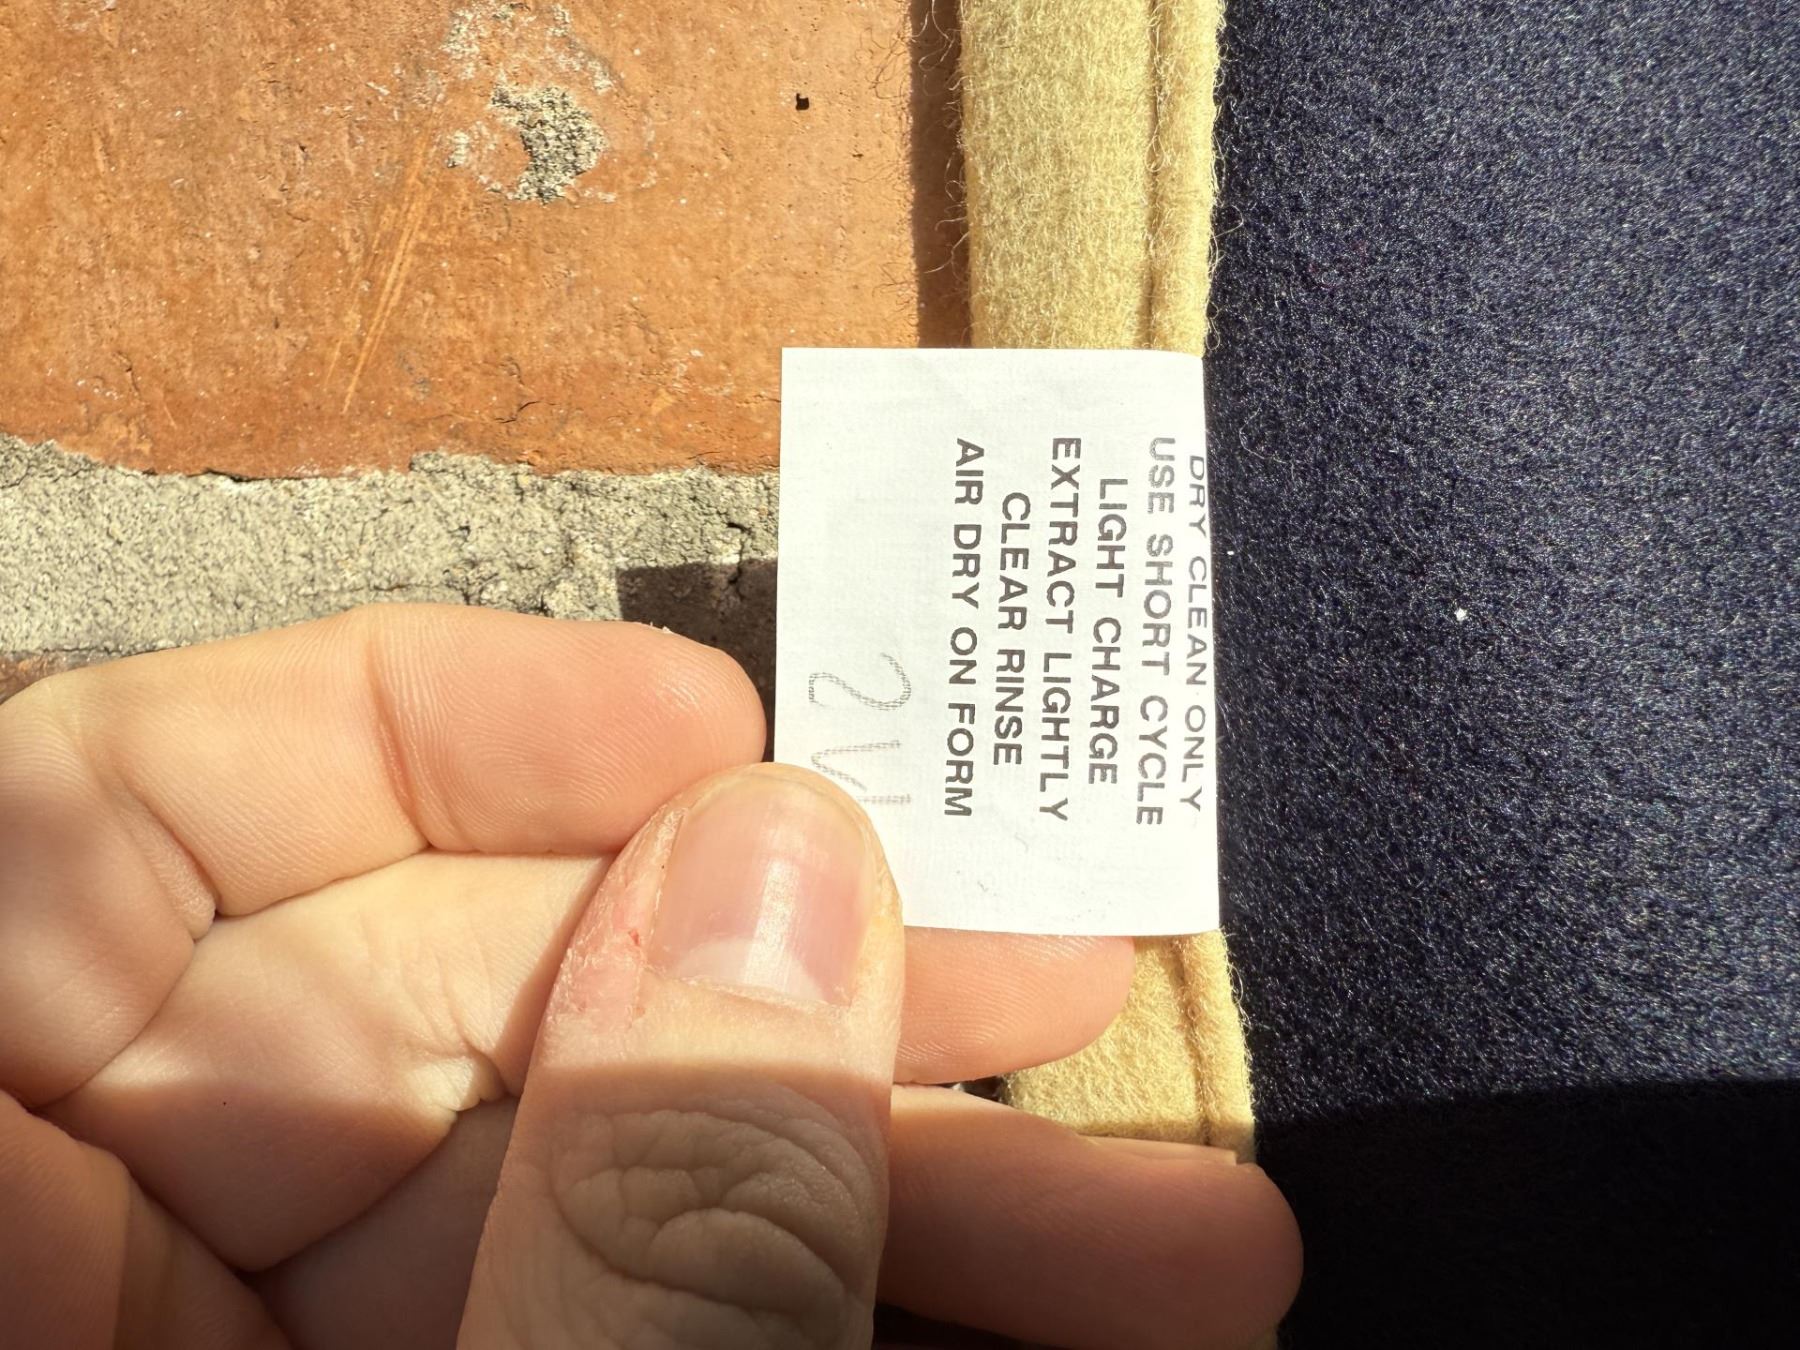 DRY CLEAN ONLY
USE SHORT CYCLE
LIGHT CHARGE
EXTRACT LIGHTLY
CLEAR RINSE
AIR DRY ON FORM